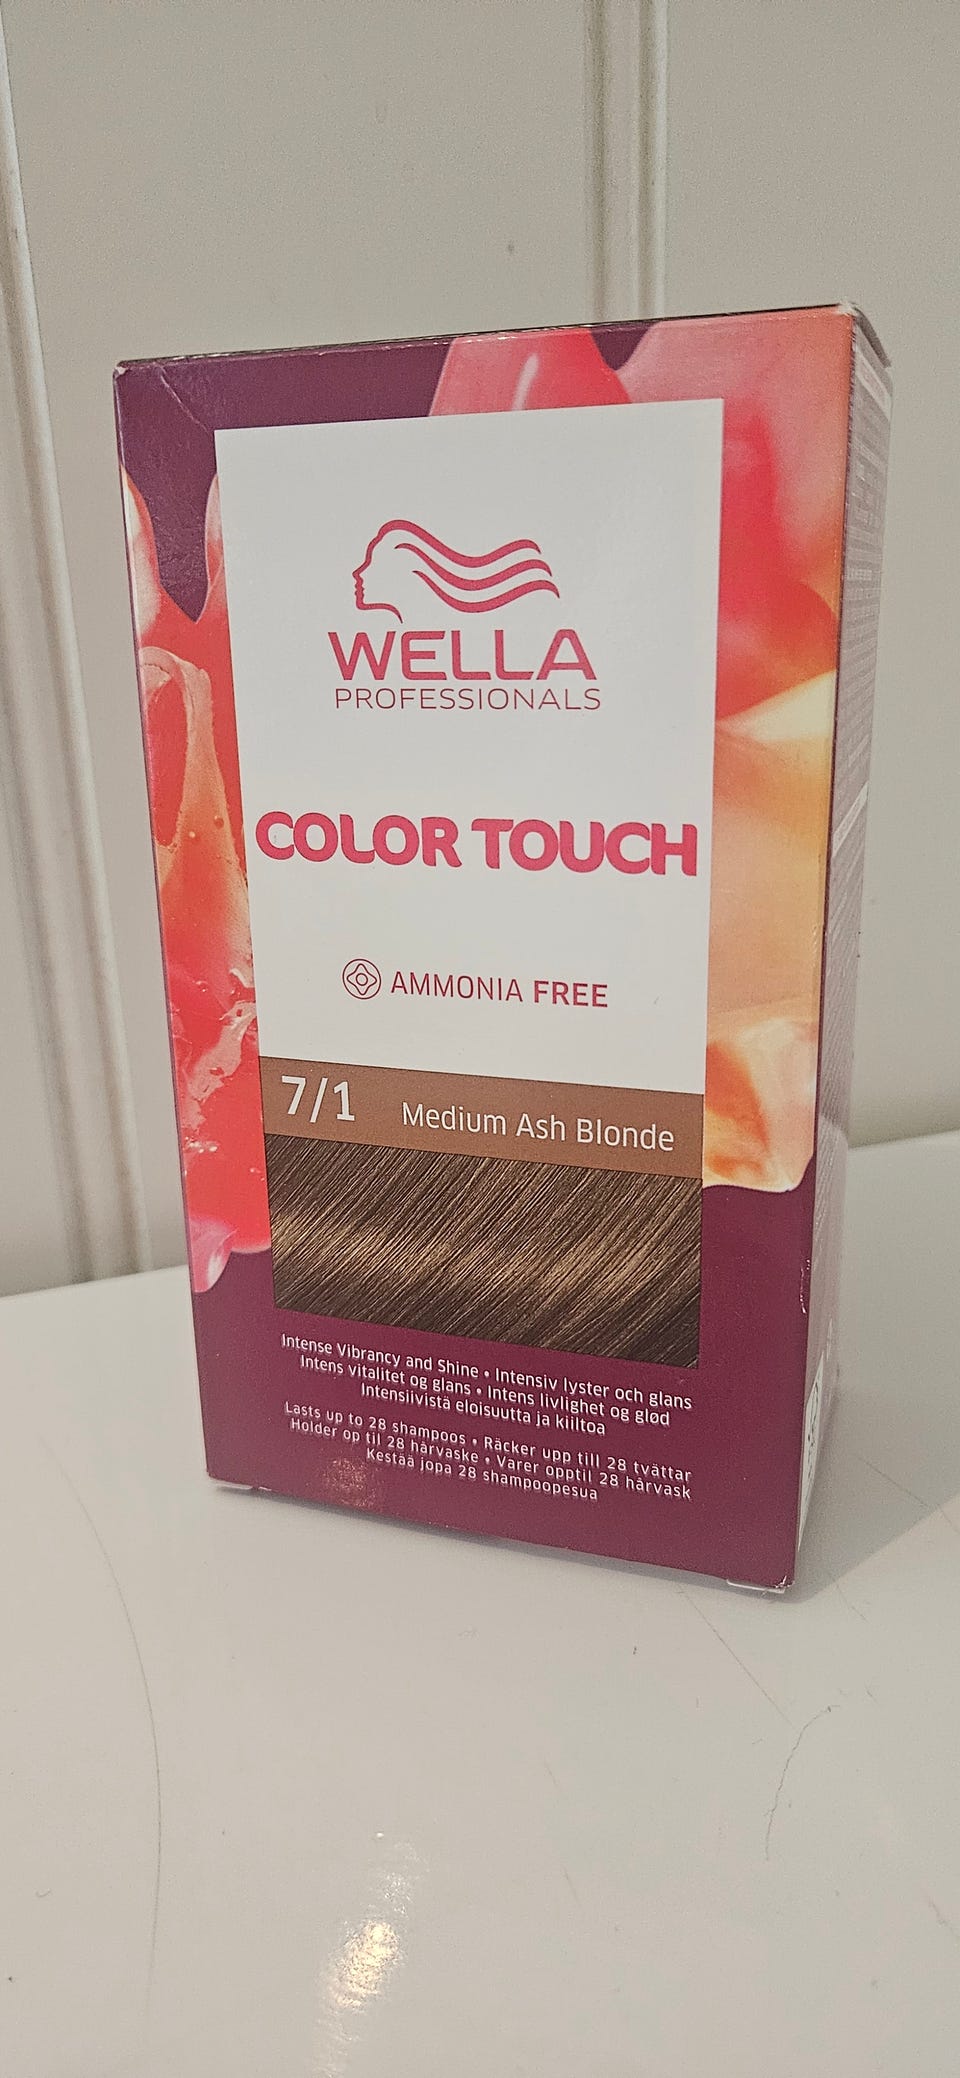 WELLA
PROFESSIONALS
COLOR TOUCH
AMMONIA FREE
7/1 Medium Ash Blonde
Intense Vibrancy and Shine • Intensiv lyster och glans
Intens vitalitet og glans • Intens livlighet og glød
Intensiivistä eloisuutta ja kiiltoa
Lasts up to 28 shampoos • Räcker upp till 28 tvättar
Holder op til 28 hårvaske • Varer opptil 28 hårvask
Kestää jopa 28 shampoopesua